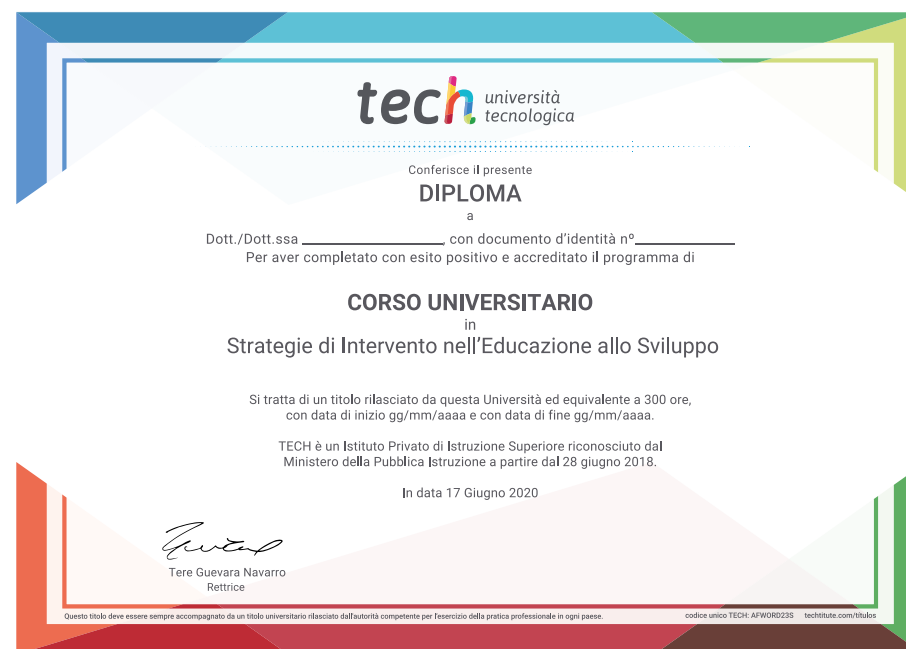 tech università
tecnologica
Conferisce il presente
DIPLOMA
a
Dott./Dott.ssa ________________, con documento d'identità nº____________
Per aver completato con esito positivo e accreditato il programma di
CORSO UNIVERSITARIO
in
Strategie di Intervento nell'Educazione allo Sviluppo
Si tratta di un titolo rilasciato da questa Università ed equivalente a 300 ore,
con data di inizio gg/mm/aaaa e con data di fine gg/mm/aaaa.
TECH è un Istituto Privato di Istruzione Superiore riconosciuto dal
Ministero della Pubblica Istruzione a partire dal 28 giugno 2018.
In data 17 Giugno 2020
Tere Guevara Navarro
Rettrice
Questo titolo deve essere sempre accompagnato da un titolo universitario rilasciato dall'autorità competente per l'esercizio della pratica professionale in ogni paese. codice unico TECH: AFWORD23S techtitute.com/títulos